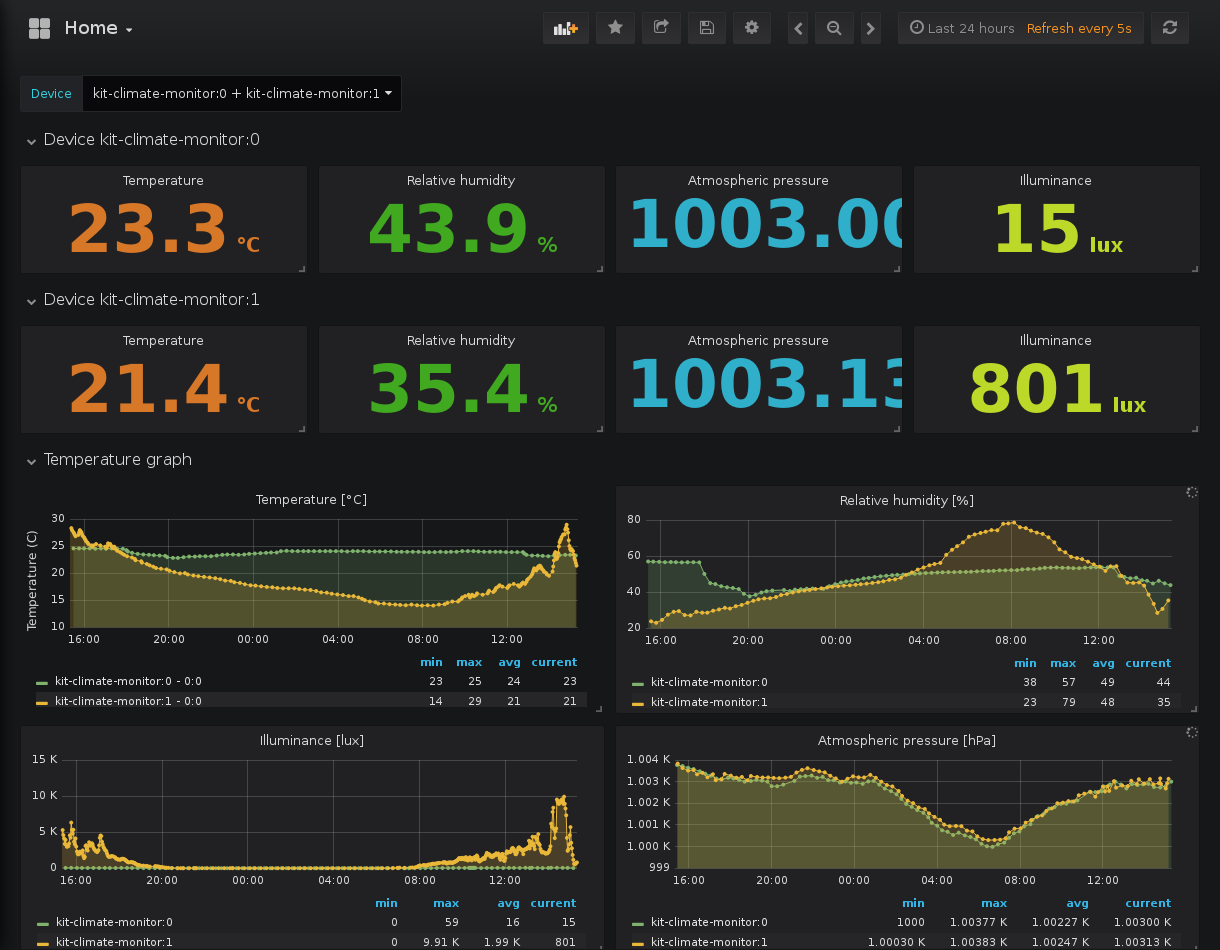 Home
Last 24 hours Refresh every 5s
Device kit-climate-monitor:0 + kit-climate-monitor:1
Device kit-climate-monitor:0
Temperature Relative humidity Atmospheric pressure Illuminance
23.3 °C 43.9 % 1003.00 15 lux
Device kit-climate-monitor:1
Temperature Relative humidity Atmospheric pressure Illuminance
21.4 °C 35.4 % 1003.13 801 lux
Temperature graph
Temperature [°C]
Temperature (C)
30
25
20
15
10
16:00 20:00 00:00 04:00 08:00 12:00
min max avg current
kit-climate-monitor:0 - 0:0 23 25 24 23
kit-climate-monitor:1 - 0:0 14 29 21 21
Relative humidity [%]
80
60
40
20
16:00 20:00 00:00 04:00 08:00 12:00
min max avg current
kit-climate-monitor:0 38 57 49 44
kit-climate-monitor:1 23 79 48 35
Illuminance [lux]
15 K
10 K
5 K
0
16:00 20:00 00:00 04:00 08:00 12:00
min max avg current
kit-climate-monitor:0 0 59 16 15
kit-climate-monitor:1 0 9.91 K 1.99 K 801
Atmospheric pressure [hPa]
1.004 K
1.003 K
1.002 K
1.001 K
1.000 K
999
16:00 20:00 00:00 04:00 08:00 12:00
min max avg current
kit-climate-monitor:0 1000 1.00377 K 1.00227 K 1.00300 K
kit-climate-monitor:1 1.00030 K 1.00383 K 1.00247 K 1.00313 K